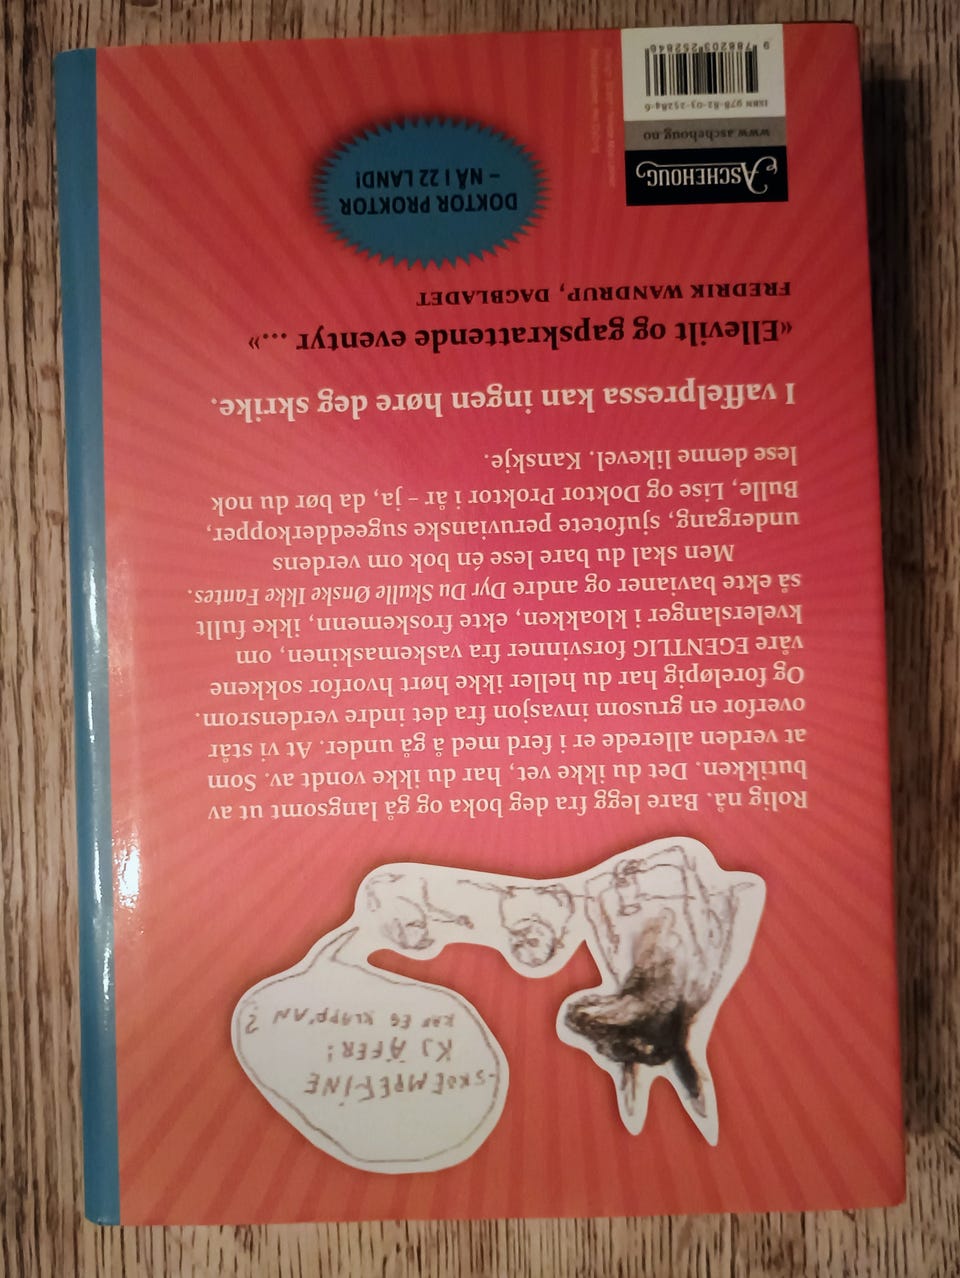 -SKOEMPEFINE
KJÄFER!
KAN EG KLAPP'AN?
Rolig nå. Bare legg fra deg boka og gå langsomt ut av
butikken. Det du ikke vet, har du ikke vondt av. Som
at verden allerede er i ferd med å gå under. At vi står
overfor en grusom invasjon fra det indre verdensrom.
Og foreløpig har du heller ikke hørt hvorfor sokkene
våre EGENTLIG forsvinner fra vaskemaskinen, om
kvelerslanger i kloakken, ekte froskemenn, ikke fullt
så ekte bavianer og andre Dyr Du Skulle Ønske Ikke Fantes.
Men skal du bare lese én bok om verdens
undergang, sjufotete peruvianske sugeedderkopper,
Bulle, Lise og Doktor Proktor i år – ja, da bør du nok
lese denne likevel. Kanskje.
I vaffelpressa kan ingen høre deg skrike.
«Ellevilt og gapskrattende eventyr ...»
FREDRIK WANDRUP, DAGBLADET
DOKTOR PROKTOR
– NÅ I 22 LAND!
ASCHEHOUG
www.aschehoug.no
ISBN 978-82-03-25284-6
9 788203 252846